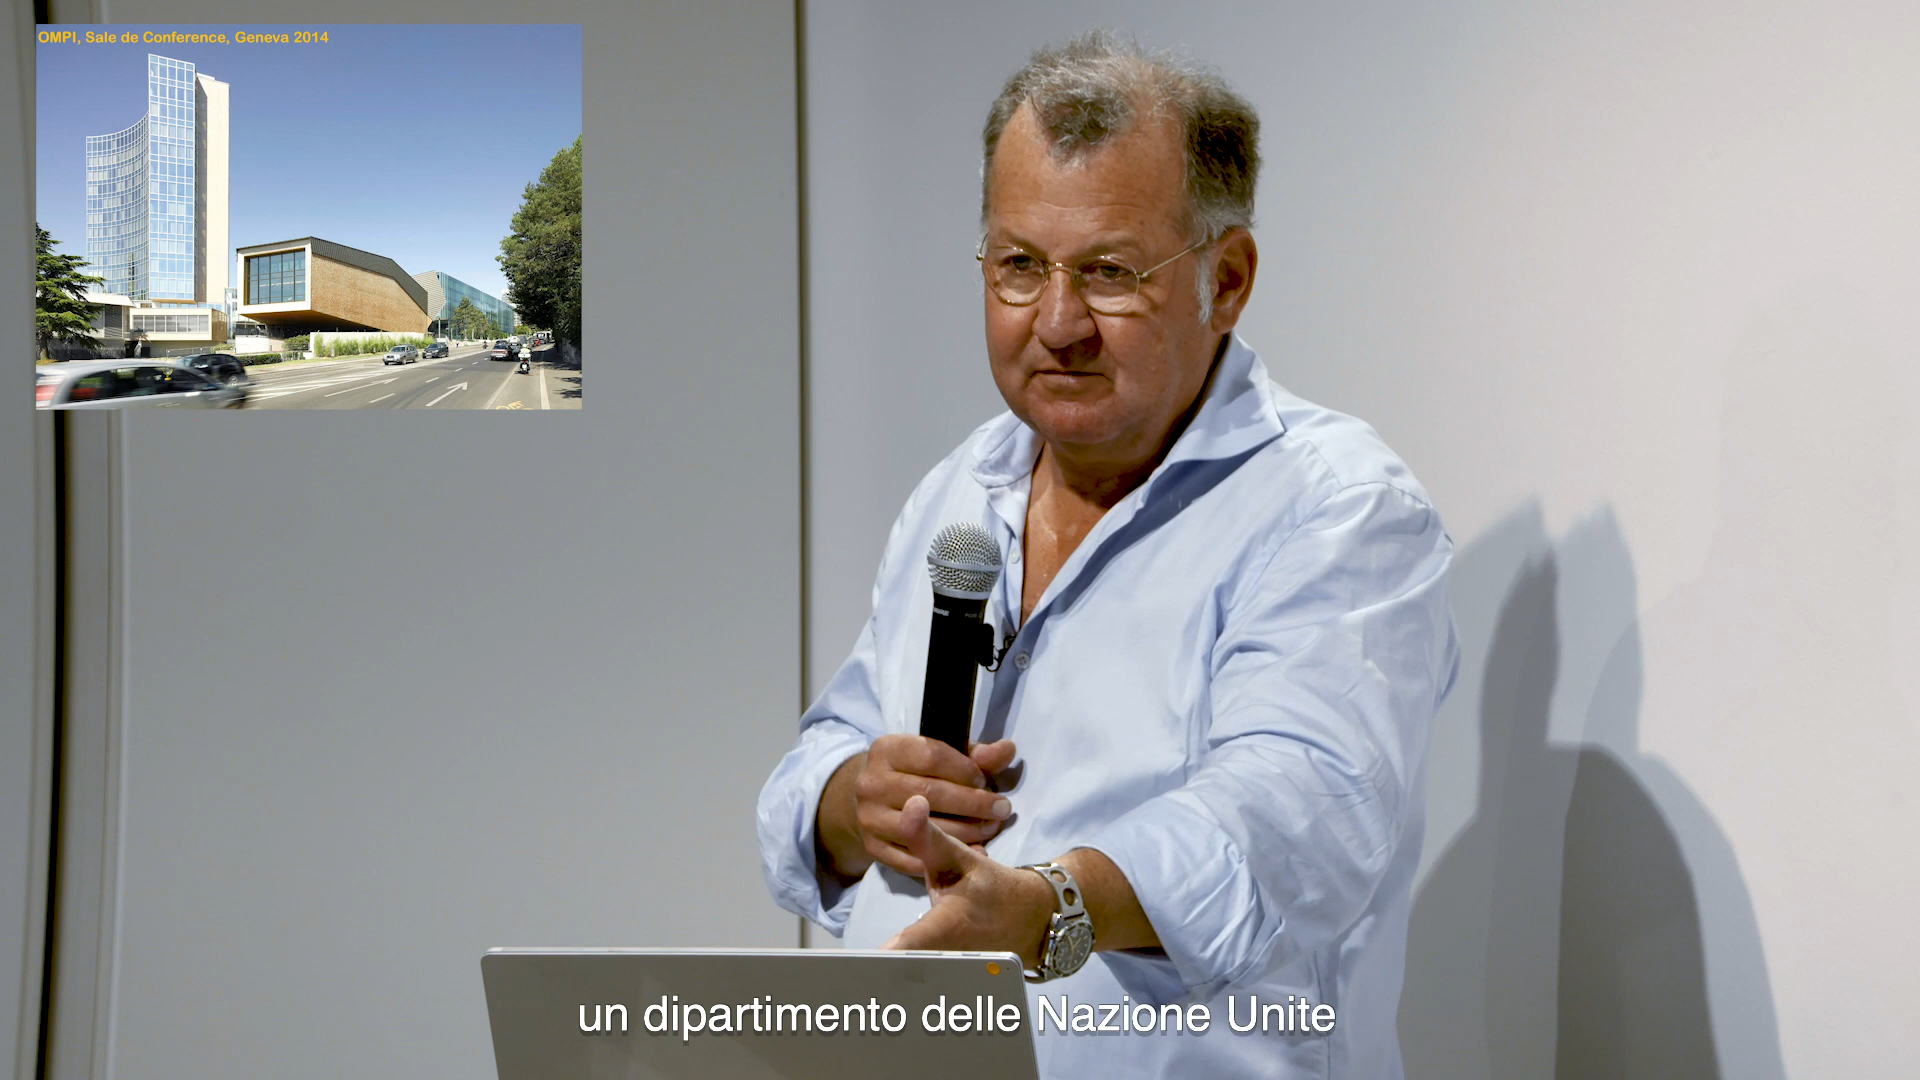 OMPI, Sale de Conference, Geneva 2014
un dipartimento delle Nazione Unite